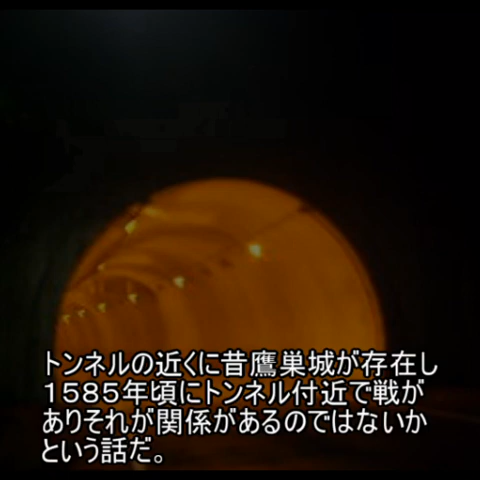 トンネルの近くに昔鷹巣城が存在し
１５８５年頃にトンネル付近で戦が
ありそれが関係があるのではないか
という話だ。